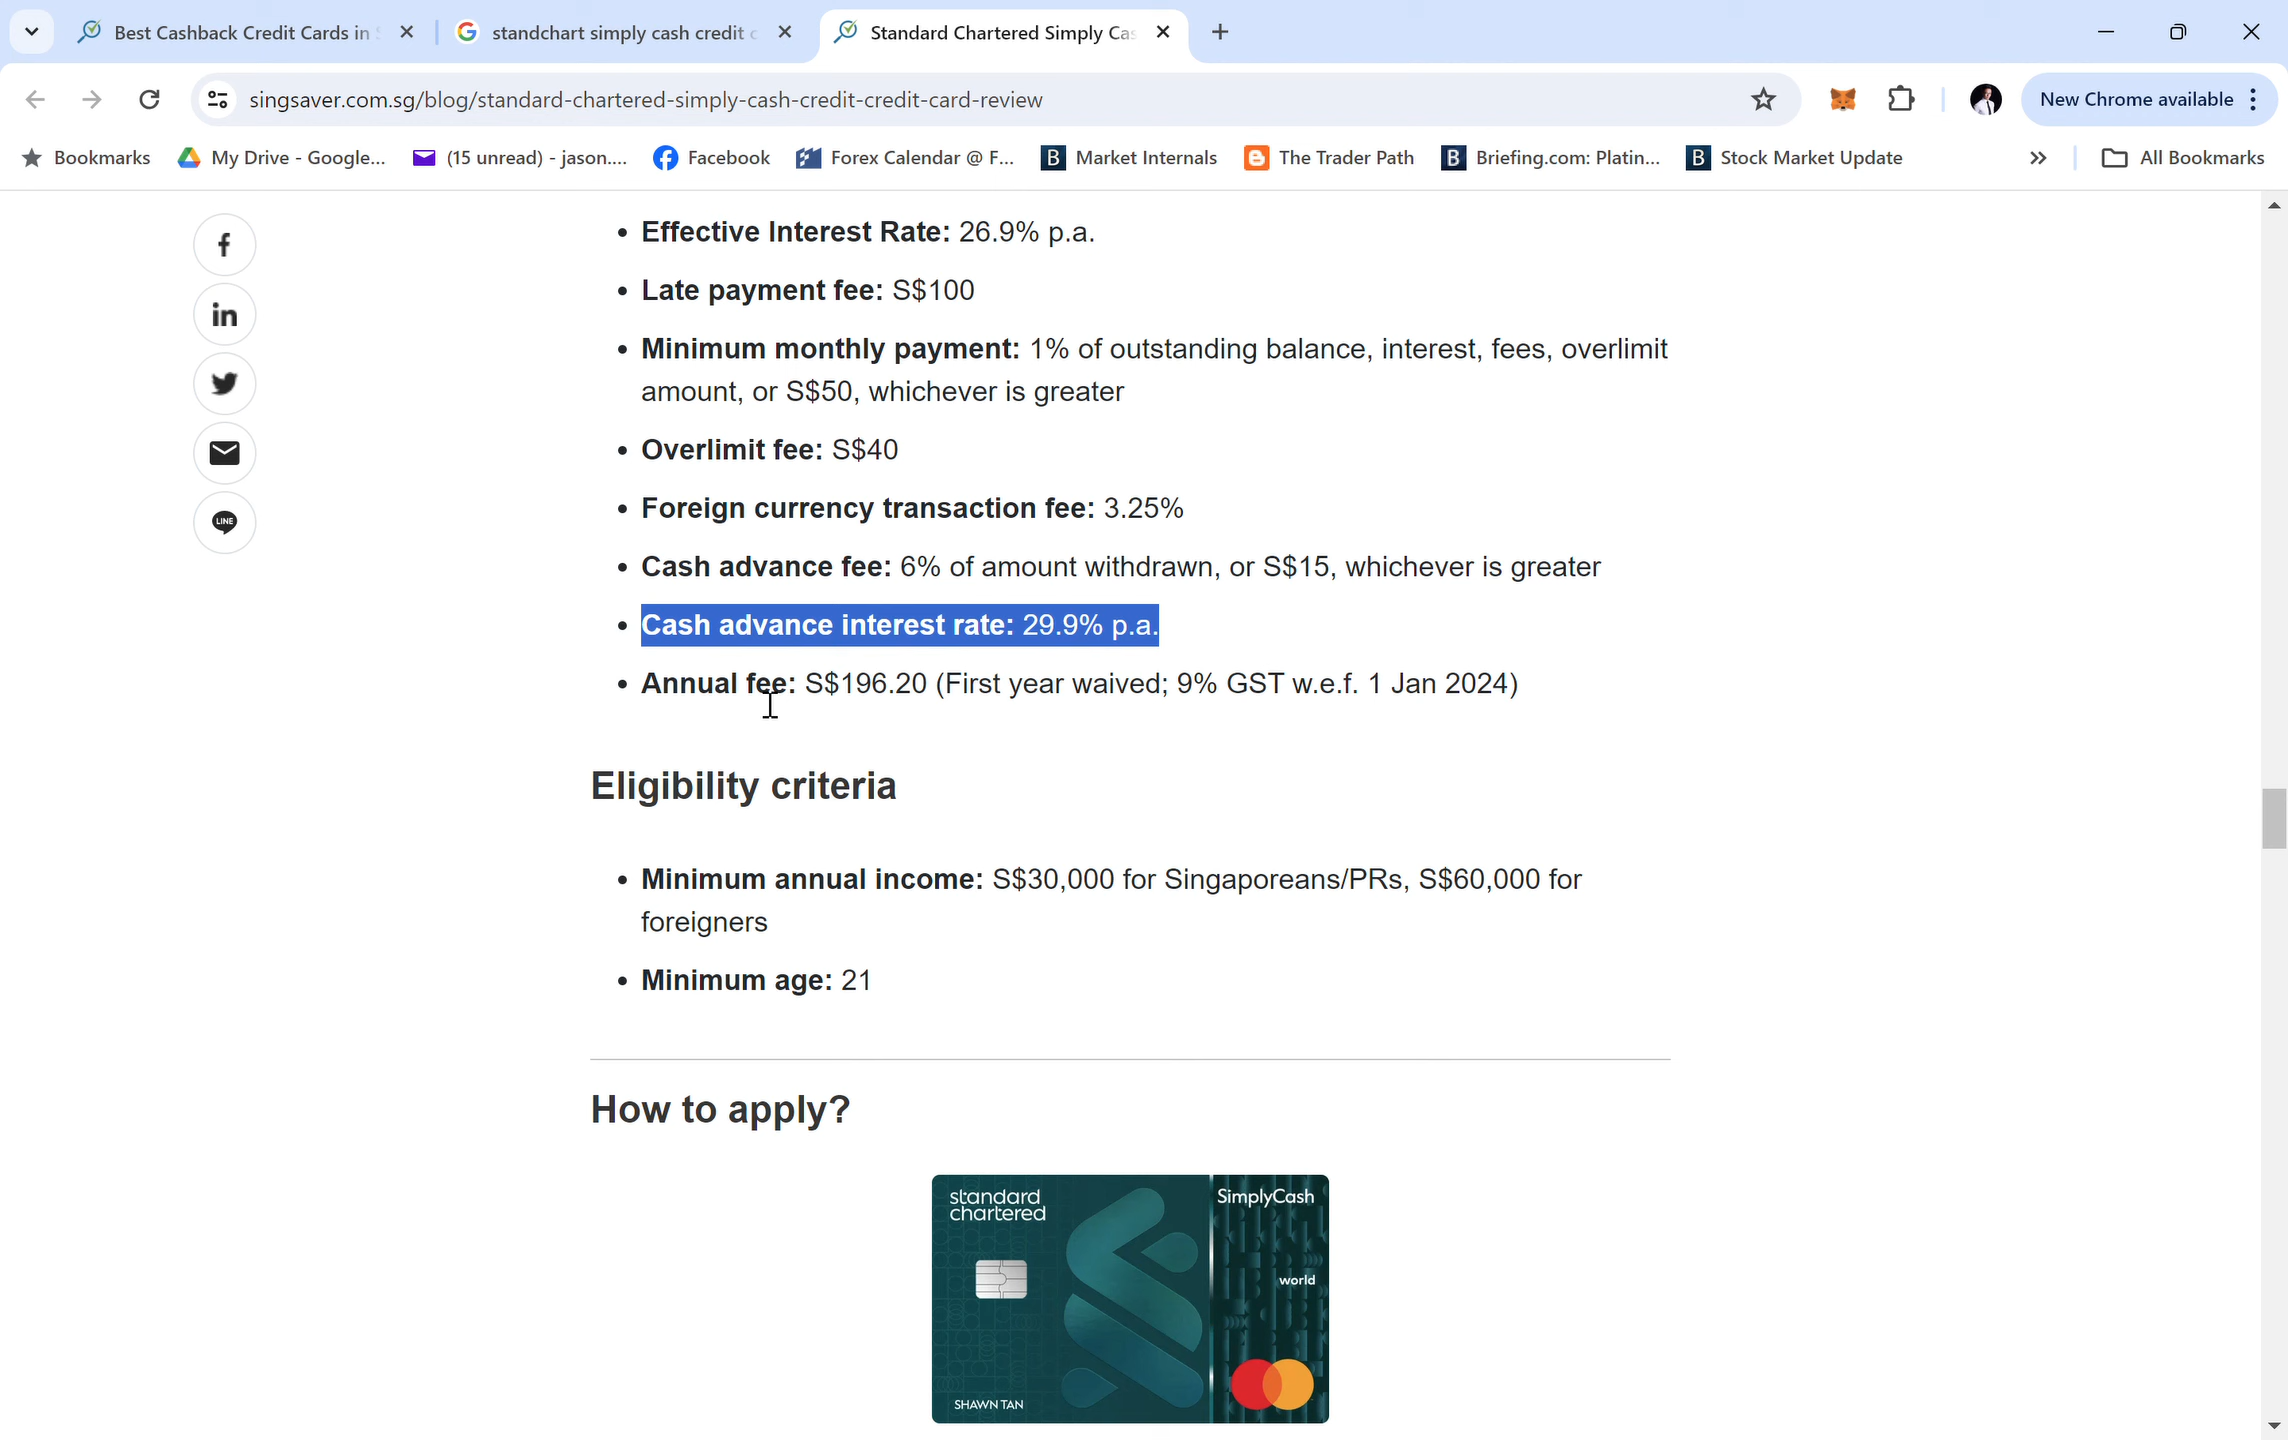 Best Cashback Credit Cards in
standchart simply cash credit
Standard Chartered Simply Cas
singsaver.com.sg/blog/standard-chartered-simply-cash-credit-credit-card-review
New Chrome available
Bookmarks
My Drive - Google...
(15 unread) - jason....
Facebook
Forex Calendar @ F...
Market Internals
The Trader Path
Briefing.com: Platin...
Stock Market Update
All Bookmarks
• Effective Interest Rate: 26.9% p.a.
• Late payment fee: S$100
• Minimum monthly payment: 1% of outstanding balance, interest, fees, overlimit
amount, or S$50, whichever is greater
• Overlimit fee: S$40
• Foreign currency transaction fee: 3.25%
LINE
• Cash advance fee: 6% of amount withdrawn, or S$15, whichever is greater
• Cash advance interest rate: 29.9% p.a.
• Annual fee: S$196.20 (First year waived; 9% GST w.e.f. 1 Jan 2024)
Eligibility criteria
• Minimum annual income: S$30,000 for Singaporeans/PRs, S$60,000 for
foreigners
• Minimum age: 21
How to apply?
standard
chartered
SimplyCash
world
SHAWN TAN